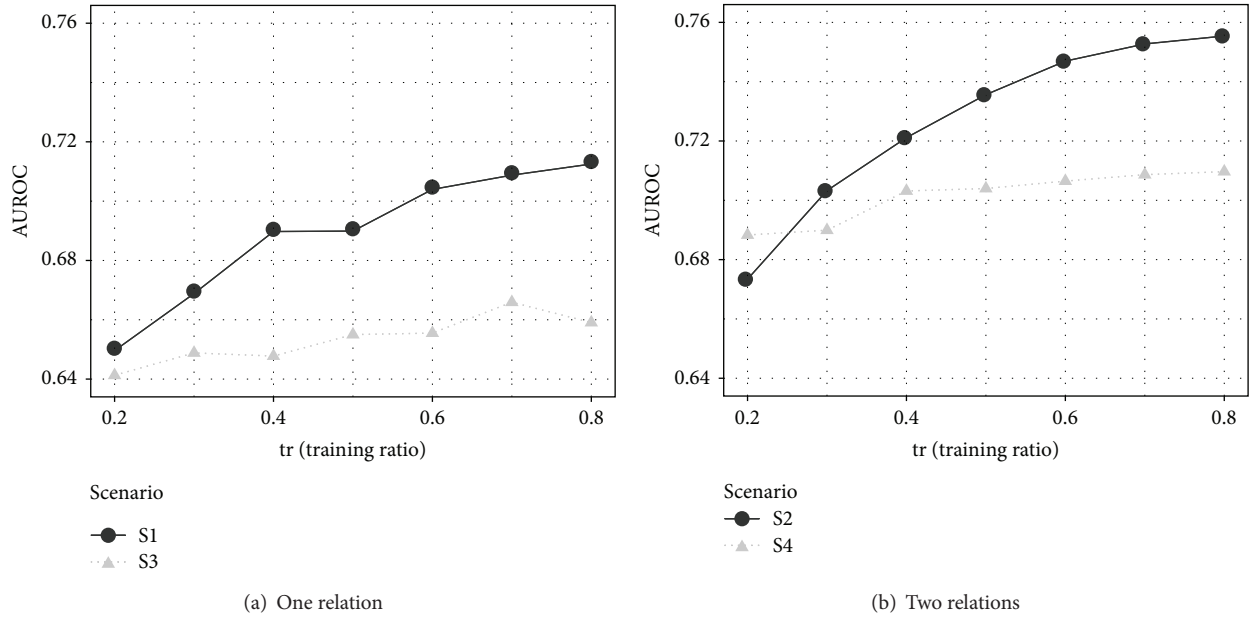 0.76
0.72
0.68
0.64
AUROC
0.2 0.4 0.6 0.8
tr (training ratio)
Scenario
S1
S3
(a) One relation
0.76
0.72
0.68
0.64
AUROC
0.2 0.4 0.6 0.8
tr (training ratio)
Scenario
S2
S4
(b) Two relations